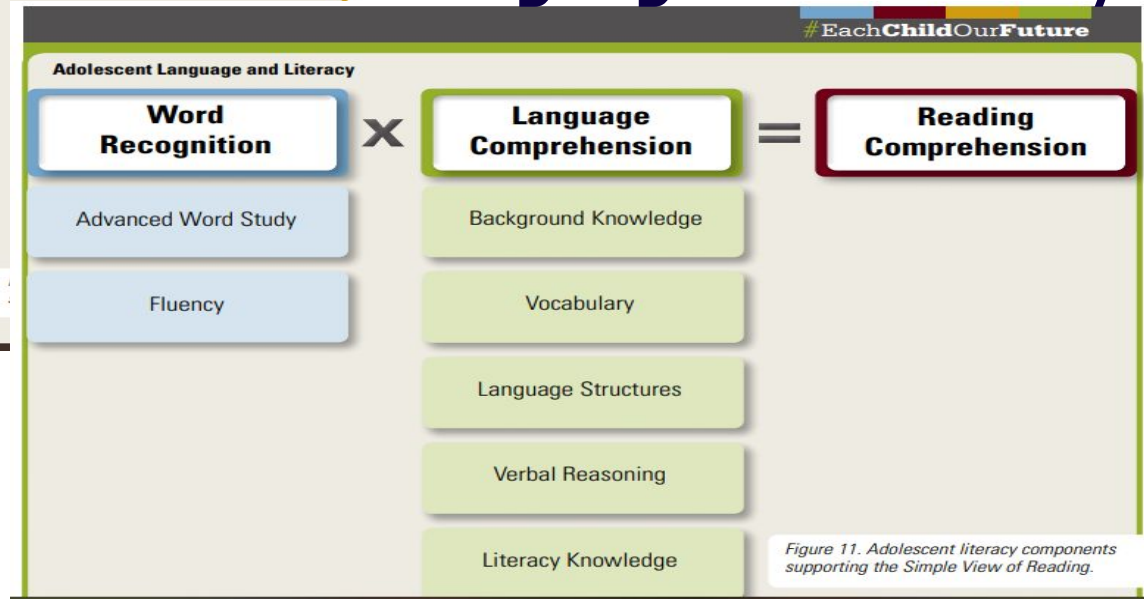 #EachChildOurFuture
Adolescent Language and Literacy
Word
Recognition
x
Language
Comprehension
=
Reading
Comprehension
Advanced Word Study
Background Knowledge
Fluency
Vocabulary
Language Structures
Verbal Reasoning
Literacy Knowledge
Figure 11. Adolescent literacy components
supporting the Simple View of Reading.